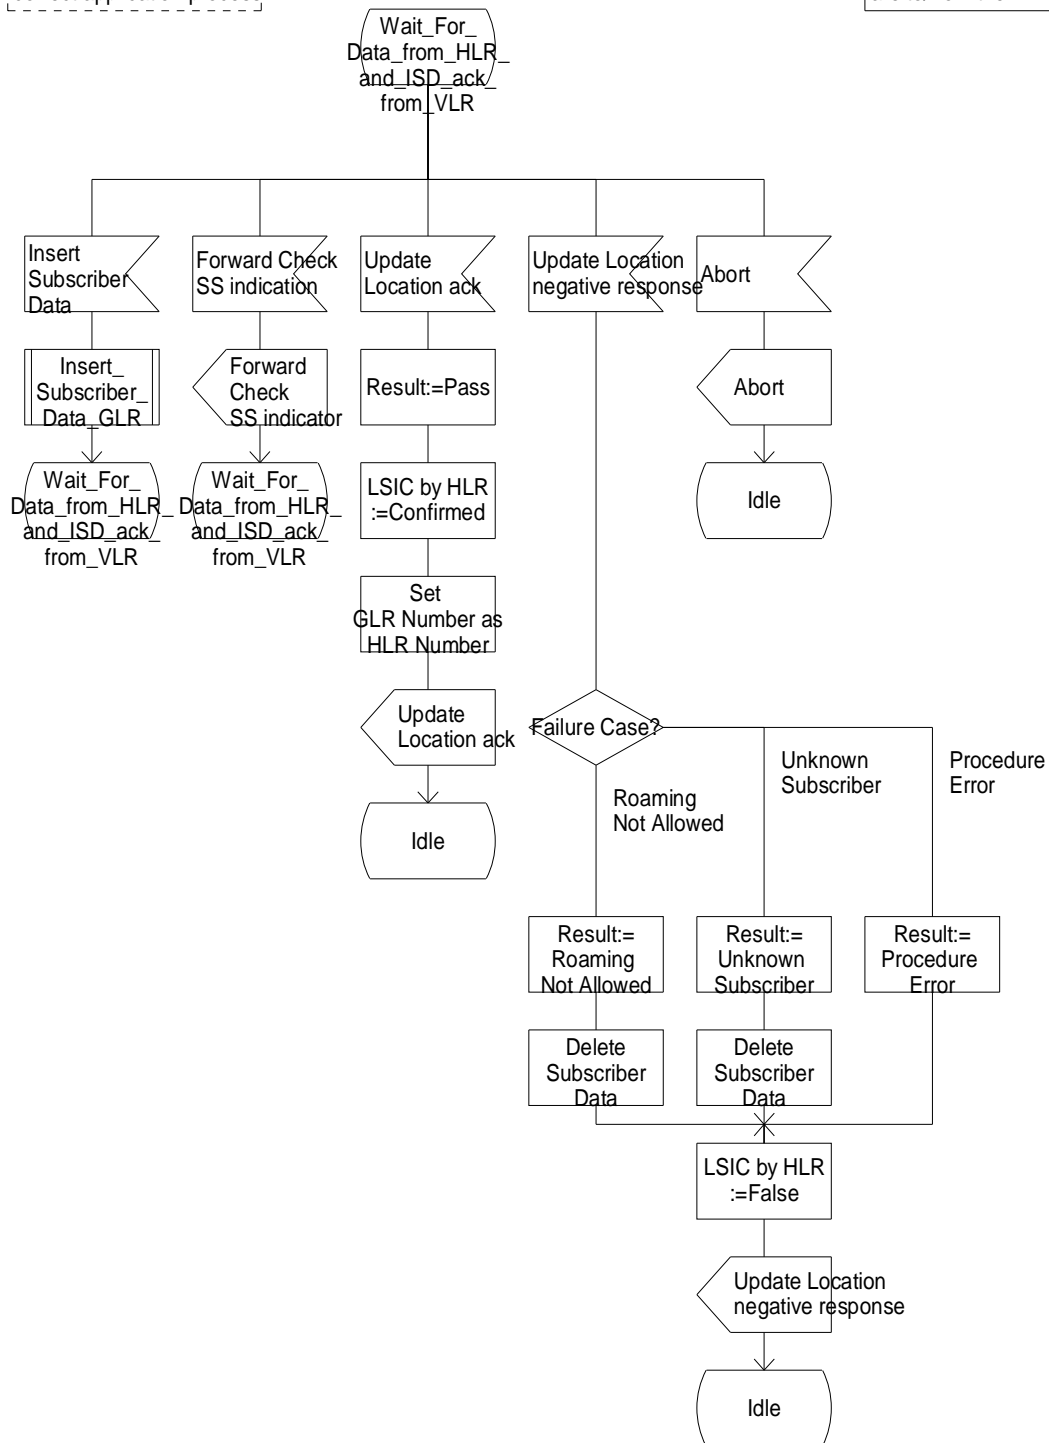 Wait_For_
Data_from_HLR_
and_ISD_ack_
from_VLR
Insert
Subscriber
Data
Forward Check
SS indication
Update
Location ack
Update Location
negative response
Abort
Insert_
Subscriber_
Data_GLR
Forward
Check
SS indicator
Result:=Pass
Abort
Wait_For_
Data_from_HLR_
and_ISD_ack_
from_VLR
Wait_For_
Data_from_HLR_
and_ISD_ack_
from_VLR
LSIC by HLR
:=Confirmed
Idle
Set
GLR Number as
HLR Number
Update
Location ack
Failure Case?
Unknown
Subscriber
Procedure
Error
Roaming
Not Allowed
Idle
Result:=
Roaming
Not Allowed
Result:=
Unknown
Subscriber
Result:=
Procedure
Error
Delete
Subscriber
Data
Delete
Subscriber
Data
LSIC by HLR
:=False
Update Location
negative response
Idle